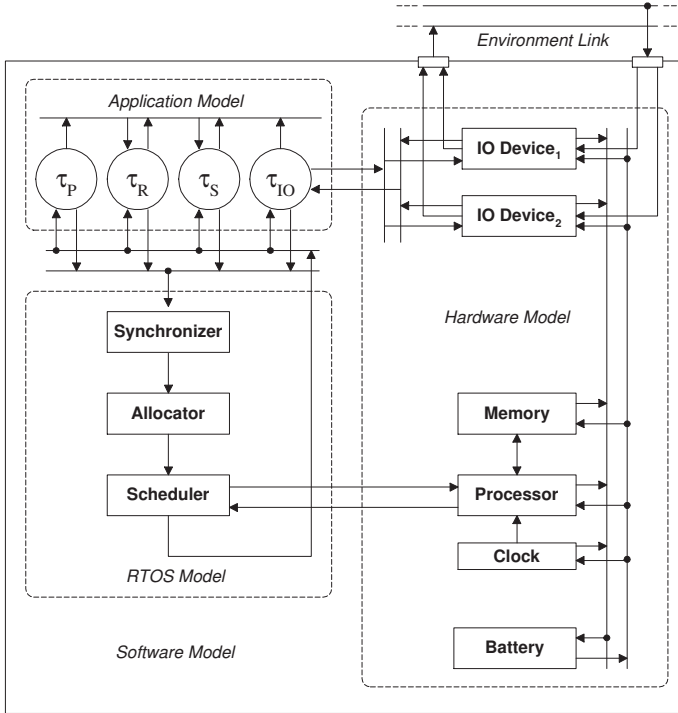 Environment Link
Application Model
τP
τR
τS
τIO
IO Device1
IO Device2
Hardware Model
Synchronizer
Allocator
Scheduler
RTOS Model
Memory
Processor
Clock
Battery
Software Model